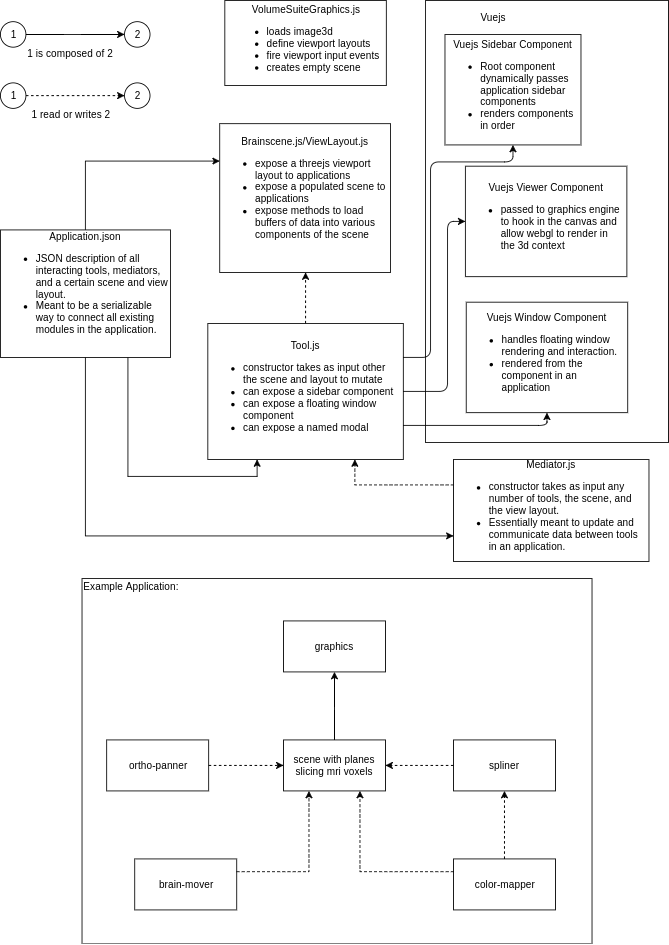 1
2
1 is composed of 2
1
2
1 read or writes 2
VolumeSuiteGraphics.js
• loads image3d
• define viewport layouts
• fire viewport input events
• creates empty scene
Vuejs
Vuejs Sidebar Component
• Root component
dynamically passes
application sidebar
components
• renders components
in order
Brainscene.js/ViewLayout.js
• expose a threejs viewport
layout to applications
• expose a populated scene to
applications
• expose methods to load
buffers of data into various
components of the scene
Vuejs Viewer Component
• passed to graphics engine
to hook in the canvas and
allow webgl to render in
the 3d context
Application.json
• JSON description of all
interacting tools, mediators,
and a certain scene and view
layout.
• Meant to be a serializable
way to connect all existing
modules in the application.
Vuejs Window Component
• handles floating window
rendering and interaction.
• rendered from the
component in an
application
Tool.js
• constructor takes as input other
the scene and layout to mutate
• can expose a sidebar component
• can expose a floating window
component
• can expose a named modal
Mediator.js
• constructor takes as input any
number of tools, the scene, and
the view layout.
• Essentially meant to update and
communicate data between tools
in an application.
Example Application:
graphics
ortho-panner
scene with planes
slicing mri voxels
spliner
brain-mover
color-mapper